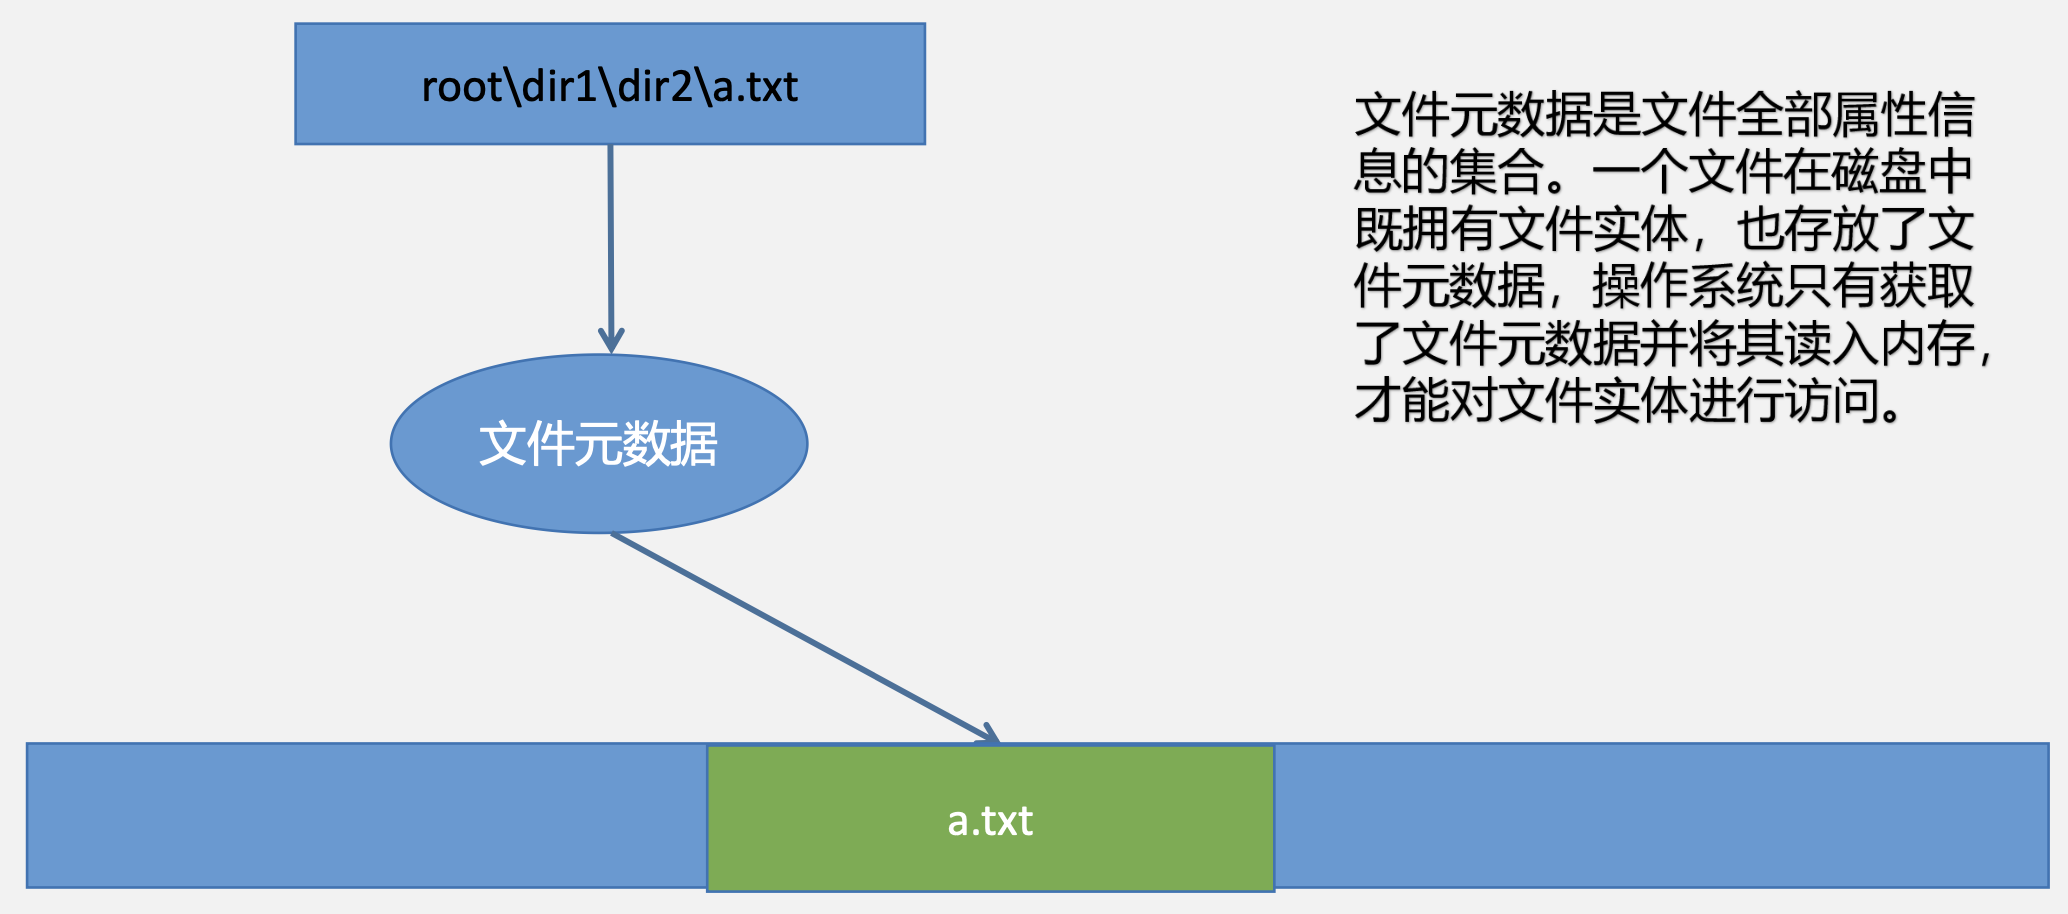 root\dir1\dir2\a.txt
文件元数据是文件全部属性信
息的集合。一个文件在磁盘中
既拥有文件实体，也存放了文
件元数据，操作系统只有获取
了文件元数据并将其读入内存，
才能对文件实体进行访问。
文件元数据
a.txt